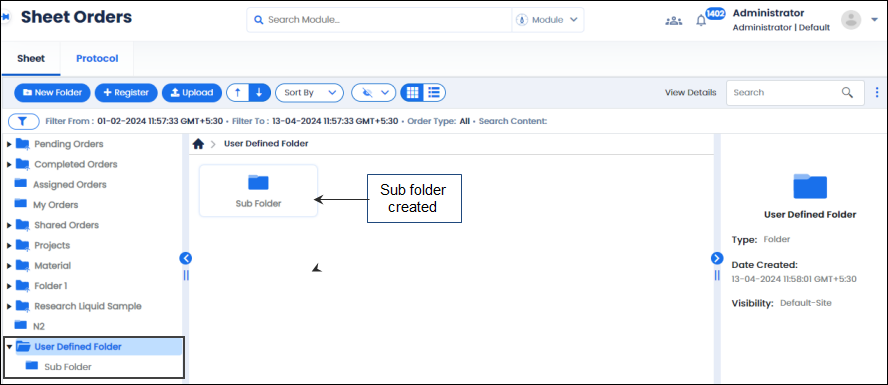 Sheet Orders
Search Module...
Module
1402
Administrator
Administrator | Default
Sheet
Protocol
New Folder
Register
Upload
Sort By
View Details
Search
Filter From : 01-02-2024 11:57:33 GMT+5:30 • Filter To : 13-04-2024 11:57:33 GMT+5:30 • Order Type: All • Search Content:
Pending Orders
Completed Orders
Assigned Orders
My Orders
Shared Orders
Projects
Material
Folder 1
Research Liquid Sample
N2
User Defined Folder
Sub Folder
User Defined Folder
Sub Folder
Sub folder
created
User Defined Folder
Type: Folder
Date Created:
13-04-2024 11:58:01 GMT+5:30
Visibility: Default-Site